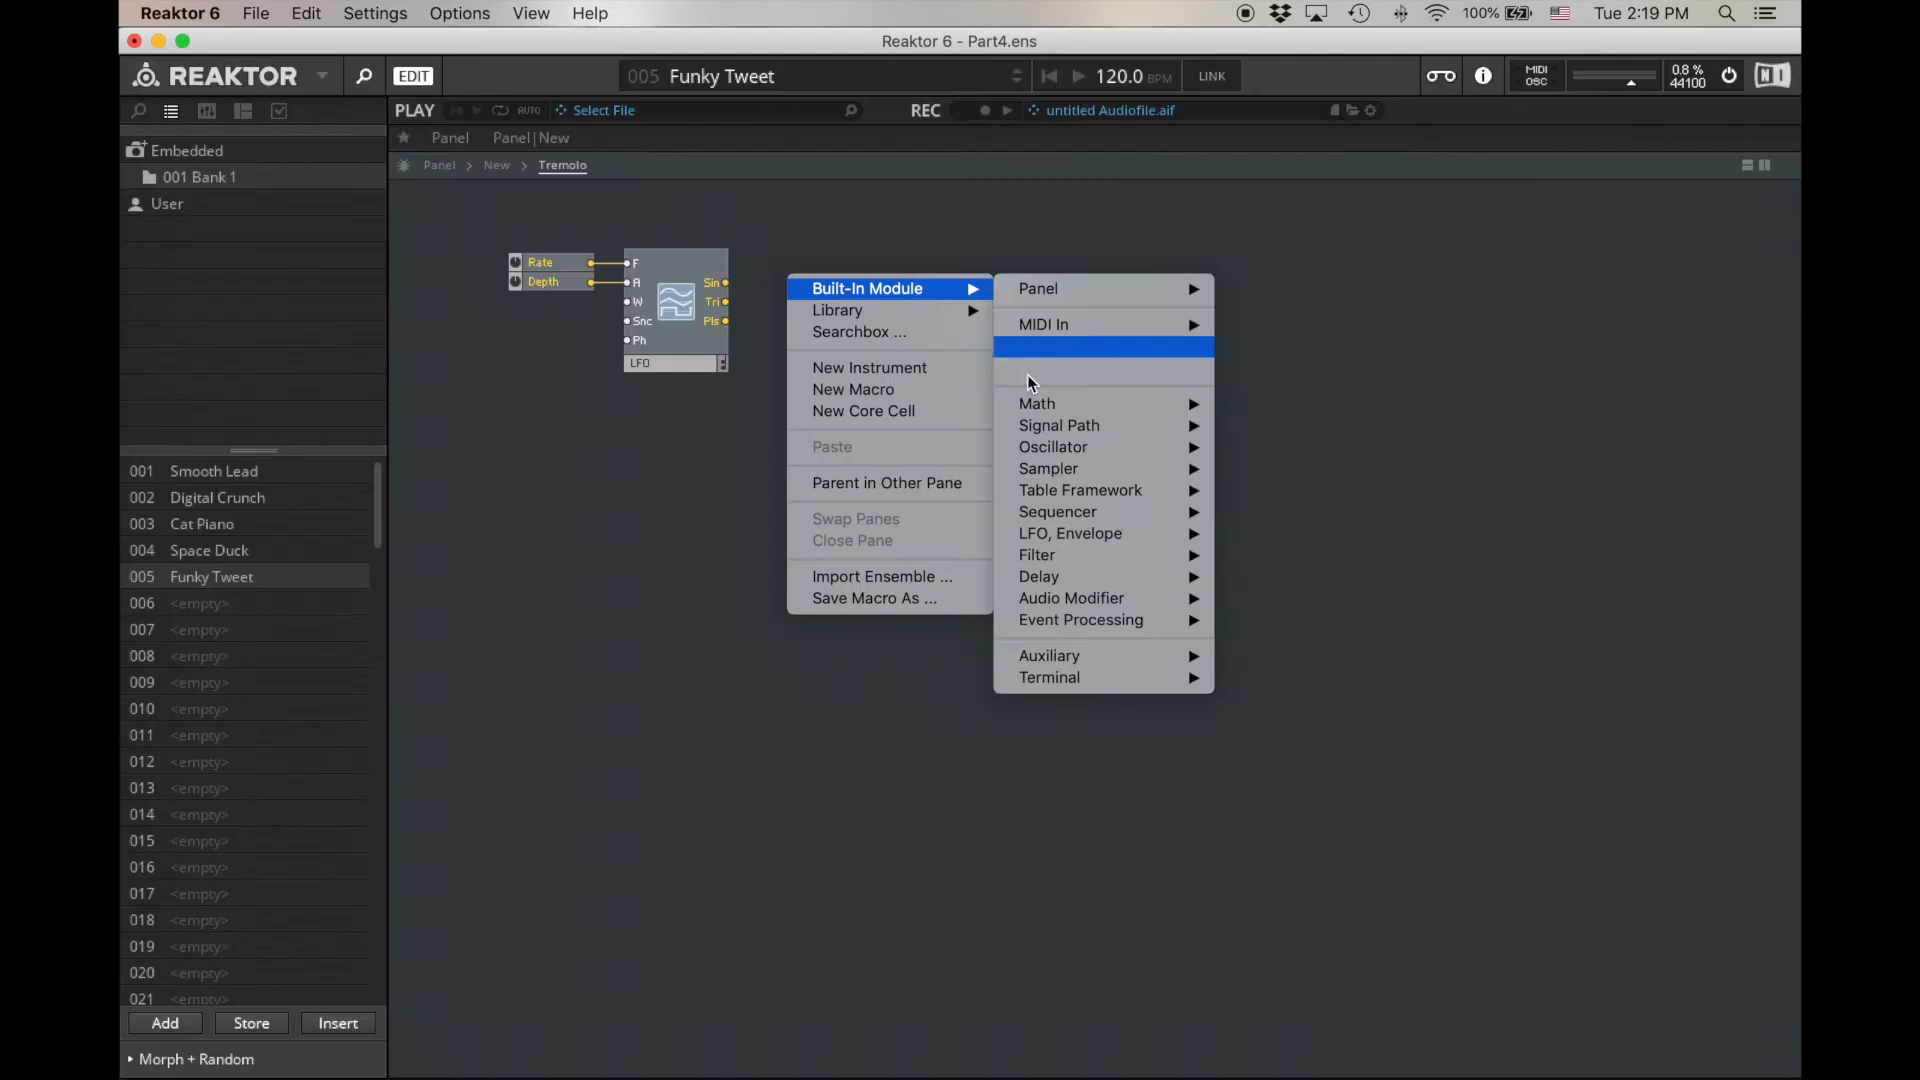 Reaktor 6 File Edit Settings Options View Help 100% Tue 2:19 PM
Reaktor 6 - Part4.ens
REAKTOR EDIT 005 Funky Tweet 120.0 BPM LINK MIDI OSC 0.8 % 44100 NI
PLAY AUTO Select File REC untitled Audiofile.aif
Panel Panel|New
Panel > New > Tremolo
Embedded
001 Bank 1
User
001 Smooth Lead
002 Digital Crunch
003 Cat Piano
004 Space Duck
005 Funky Tweet
006 <empty>
007 <empty>
008 <empty>
009 <empty>
010 <empty>
011 <empty>
012 <empty>
013 <empty>
014 <empty>
015 <empty>
016 <empty>
017 <empty>
018 <empty>
019 <empty>
020 <empty>
021 <empty>
Add Store Insert
Morph + Random
Rate
Depth
F
A Sin
W Tri
Snc Pls
Ph
LFO
Built-In Module
Library
Searchbox ...
New Instrument
New Macro
New Core Cell
Paste
Parent in Other Pane
Swap Panes
Close Pane
Import Ensemble ...
Save Macro As ...
Panel
MIDI In
Math
Signal Path
Oscillator
Sampler
Table Framework
Sequencer
LFO, Envelope
Filter
Delay
Audio Modifier
Event Processing
Auxiliary
Terminal